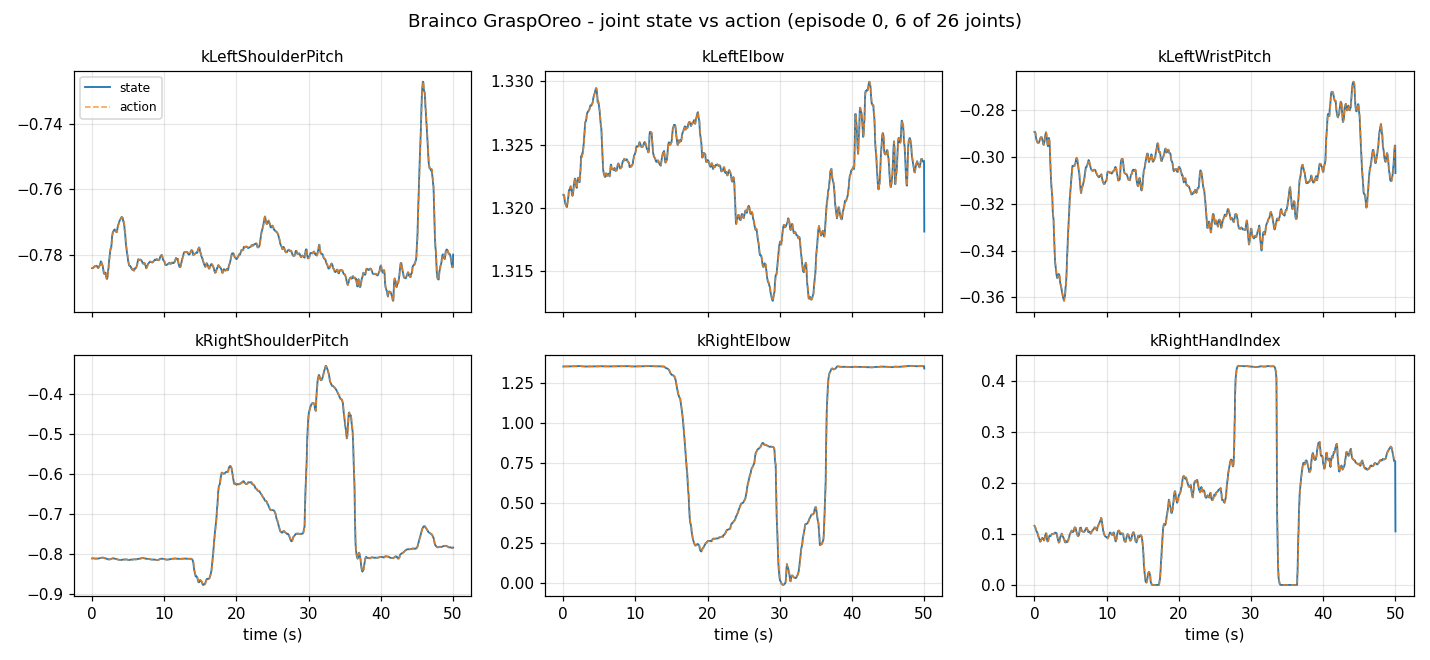 Brainco GraspOreo - joint state vs action (episode 0, 6 of 26 joints)
kLeftShoulderPitch
state
action
−0.74
−0.76
−0.78
kLeftElbow
1.330
1.325
1.320
1.315
kLeftWristPitch
−0.28
−0.30
−0.32
−0.34
−0.36
kRightShoulderPitch
−0.4
−0.5
−0.6
−0.7
−0.8
−0.9
0 10 20 30 40 50
time (s)
kRightElbow
1.25
1.00
0.75
0.50
0.25
0.00
0 10 20 30 40 50
time (s)
kRightHandIndex
0.4
0.3
0.2
0.1
0.0
0 10 20 30 40 50
time (s)